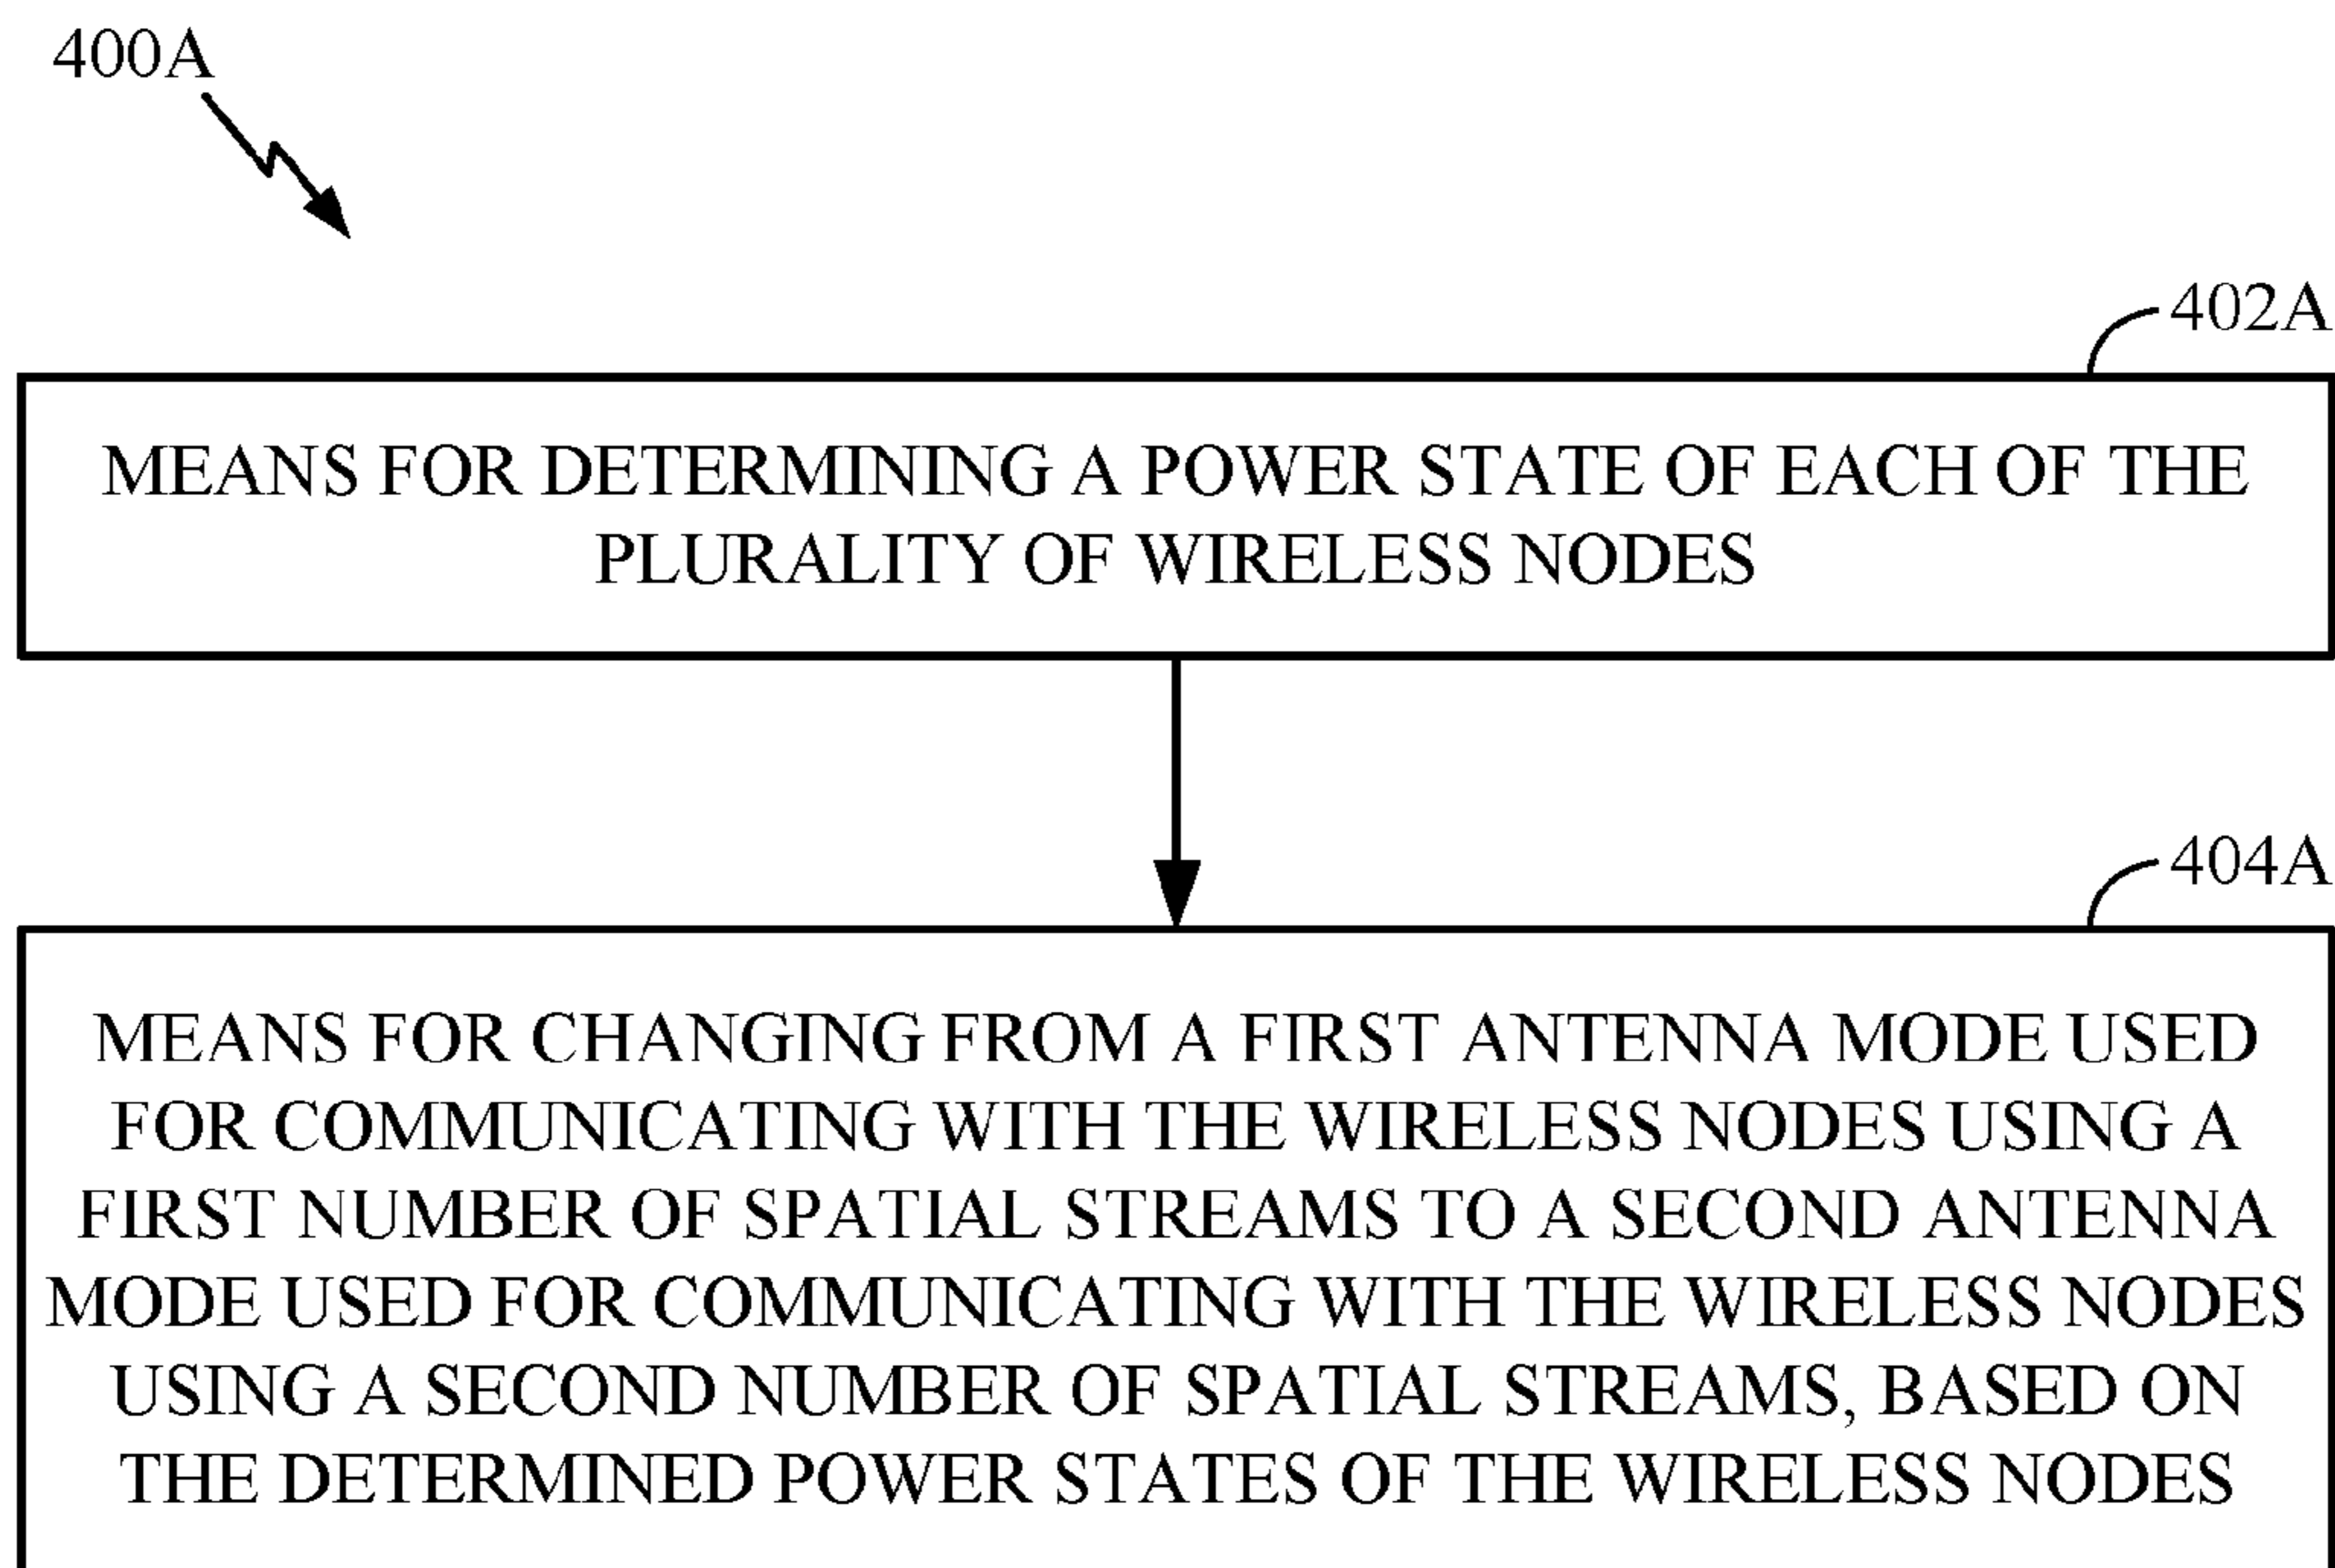 400A
402A
MEANS FOR DETERMINING A POWER STATE OF EACH OF THE
PLURALITY OF WIRELESS NODES
404A
MEANS FOR CHANGING FROM A FIRST ANTENNA MODE USED
FOR COMMUNICATING WITH THE WIRELESS NODES USING A
FIRST NUMBER OF SPATIAL STREAMS TO A SECOND ANTENNA
MODE USED FOR COMMUNICATING WITH THE WIRELESS NODES
USING A SECOND NUMBER OF SPATIAL STREAMS, BASED ON
THE DETERMINED POWER STATES OF THE WIRELESS NODES